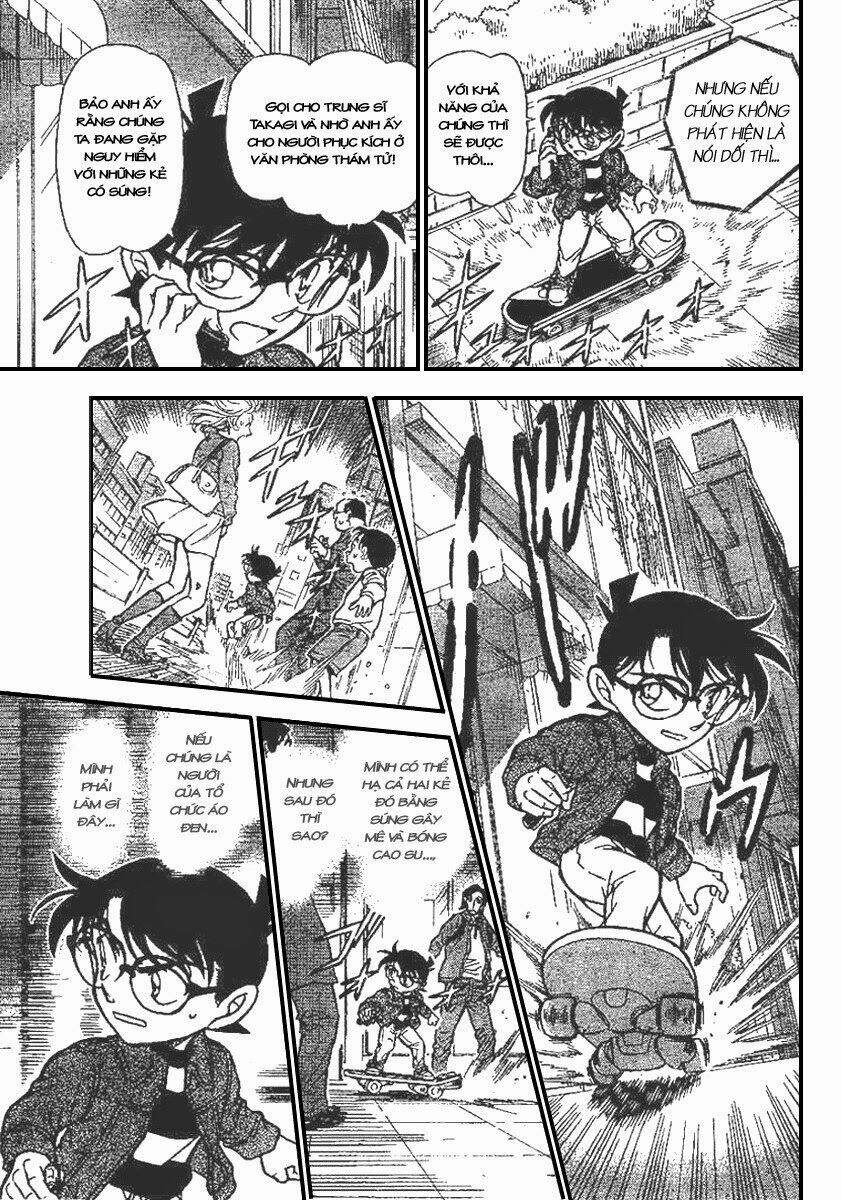 NHƯNG NẾU
CHÚNG KHÔNG
PHÁT HIỆN LÀ
NÓI DỐI THÌ...
VỚI KHẢ
NĂNG CỦA
CHÚNG THÌ
SẼ ĐƯỢC
THÔI...
GỌI CHO TRUNG SĨ
TAKAGI VÀ NHỜ ANH ẤY
CHO NGƯỜI PHỤC KÍCH Ở
VĂN PHÒNG THÁM TỬ!
BẢO ANH ẤY
RẰNG CHÚNG
TA ĐANG GẶP
NGUY HIỂM
VỚI NHỮNG KẺ
CÓ SÚNG!
MÌNH CÓ THỂ
HẠ CẢ HAI KẺ
ĐÓ BẰNG
SÚNG GÂY
MÊ VÀ BÓNG
CAO SU...,
NHƯNG
SAU ĐÓ
THÌ
SAO?
NẾU
CHÚNG LÀ
NGƯỜI
CỦA TỔ
CHỨC ÁO
ĐEN...
MÌNH
PHẢI
LÀM GÌ
ĐÂY...